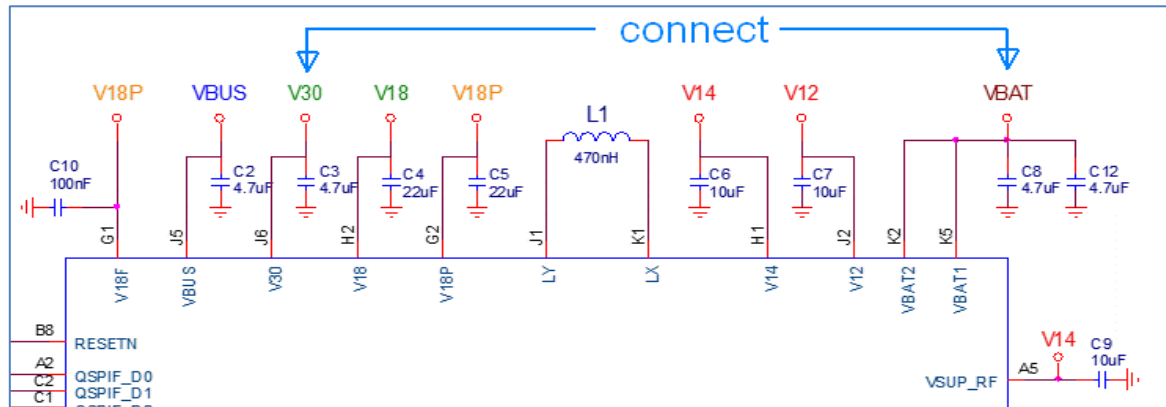 connect
V18P VBUS V30 V18 V18P L1 V14 V12 VBAT
470nH
C10
100nF
C2
4.7uF
C3
4.7uF
C4
22uF
C5
22uF
C6
10uF
C7
10uF
C8
4.7uF
C12
4.7uF
G1 J5 J6 H2 G2 J1 K1 H1 J2 K2 K5
V18F VBUS V30 V18 V18P LY LX V14 V12 VBAT2 VBAT1
B8 RESETN
A2 QSPIF_D0
C2 QSPIF_D1
C1
V14
C9
10uF
VSUP_RF A5